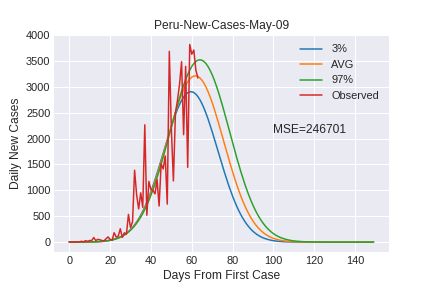 Peru-New-Cases-May-09
4000
3500
3000
2500
2000
1500
1000
500
0
Daily New Cases
3%
AVG
97%
Observed
MSE=246701
0 20 40 60 80 100 120 140
Days From First Case